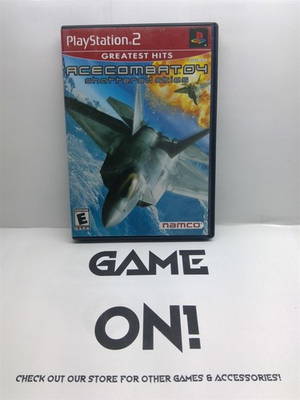 PlayStation 2
GREATEST HITS
ACECOMBAT04
shattered skies
E
namco
GAME
ON!
CHECK OUT OUR STORE FOR OTHER GAMES & ACCESSORIES!